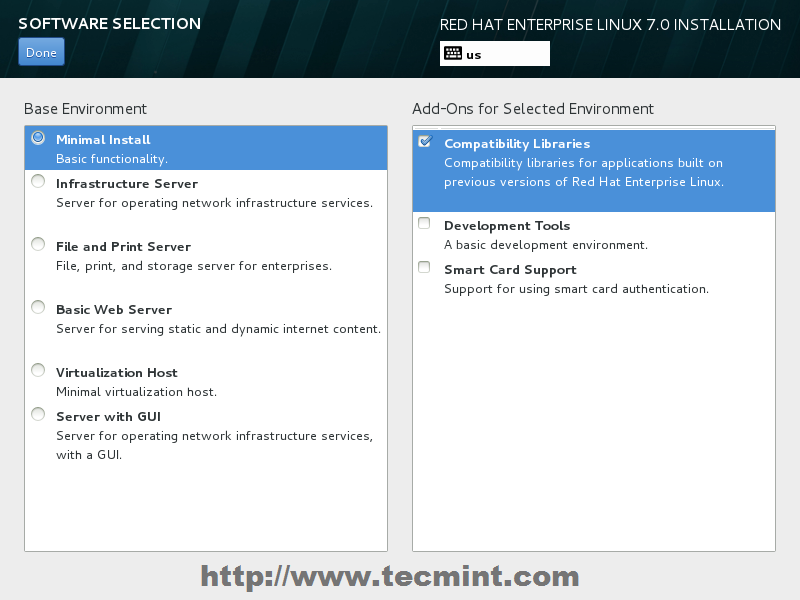 SOFTWARE SELECTION
Done
RED HAT ENTERPRISE LINUX 7.0 INSTALLATION
us
Base Environment
Minimal Install
Basic functionality.
Infrastructure Server
Server for operating network infrastructure services.
File and Print Server
File, print, and storage server for enterprises.
Basic Web Server
Server for serving static and dynamic internet content.
Virtualization Host
Minimal virtualization host.
Server with GUI
Server for operating network infrastructure services,
with a GUI.
Add-Ons for Selected Environment
Compatibility Libraries
Compatibility libraries for applications built on
previous versions of Red Hat Enterprise Linux.
Development Tools
A basic development environment.
Smart Card Support
Support for using smart card authentication.
http://www.tecmint.com